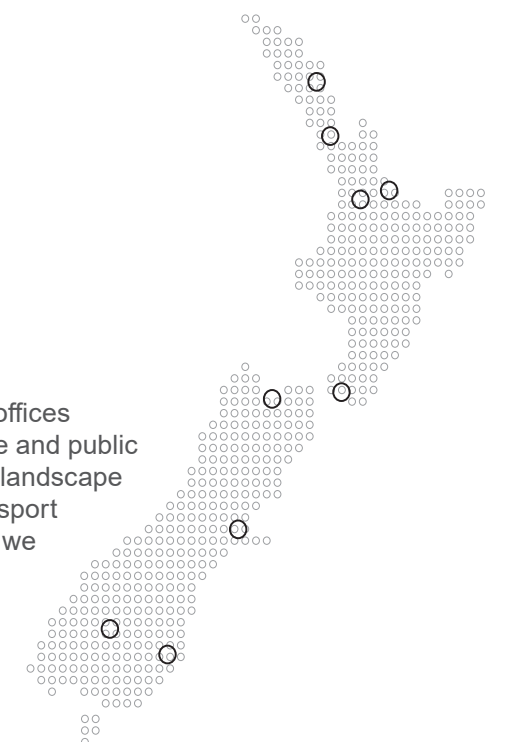 offices
e and public
landscape
sport
we